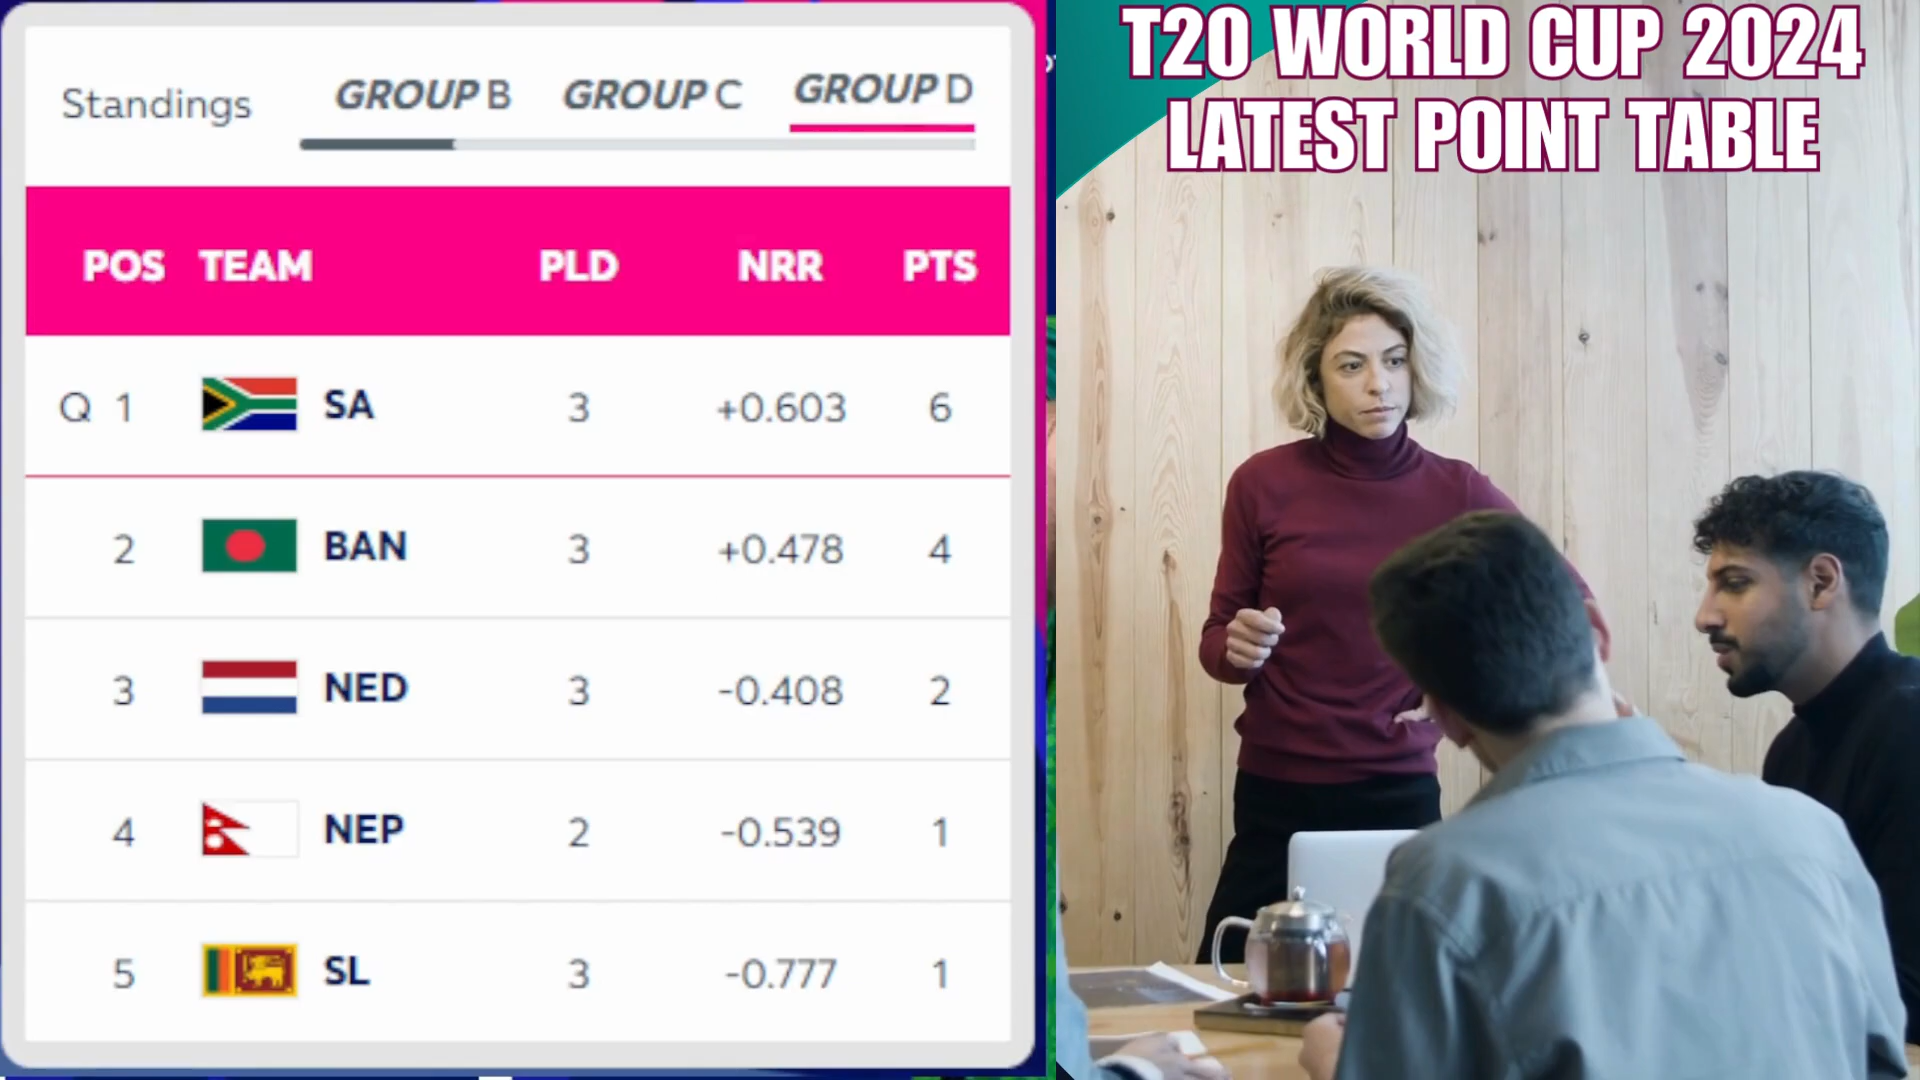 Standings GROUP B GROUP C GROUP D
POS TEAM PLD NRR PTS
Q 1 SA 3 +0.603 6
2 BAN 3 +0.478 4
3 NED 3 -0.408 2
4 NEP 2 -0.539 1
5 SL 3 -0.777 1
T20 WORLD CUP 2024
LATEST POINT TABLE